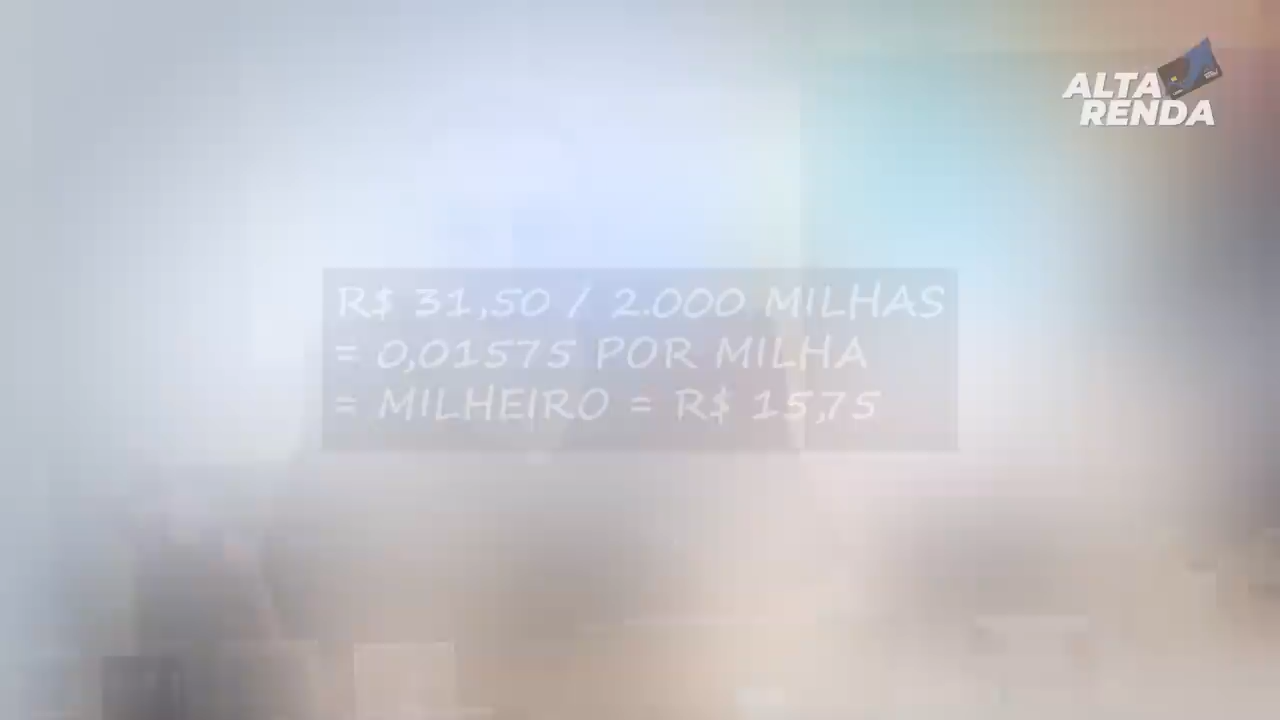 ALTA
RENDA
R$ 31,50 / 2.000 MILHAS
= 0,01575 POR MILHA
= MILHEIRO = R$ 15,75